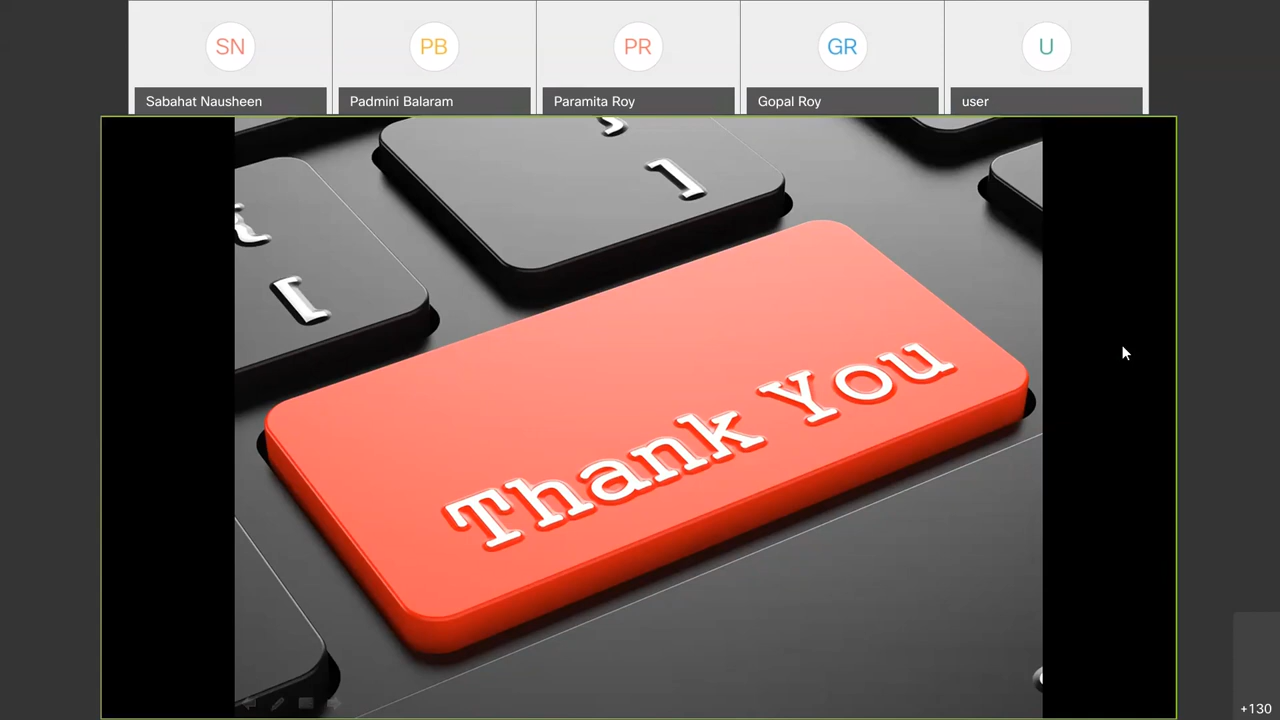 SN
PB
PR
GR
U
Sabahat Nausheen
Padmini Balaram
Paramita Roy
Gopal Roy
user
]
[
Thank You
+130